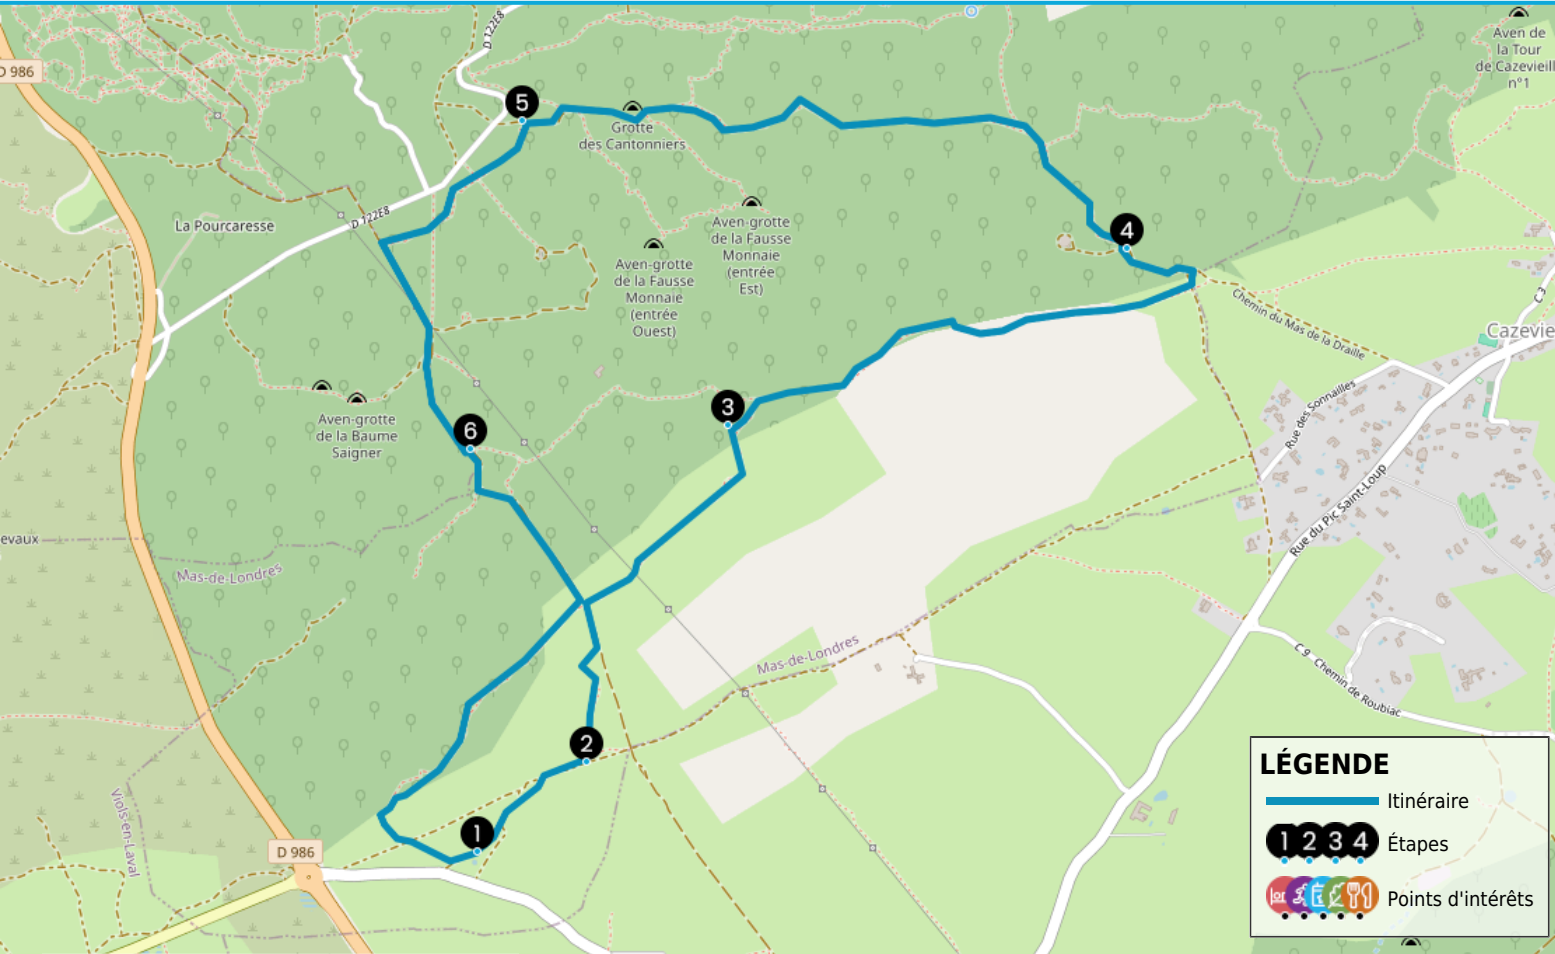 D 986
D 122E8
Aven de
la Tour
de Cazevieill
n°1
5
Grotte
des Cantonniers
La Pourcaresse
D 122E8
Aven-grotte
de la Fausse
Monnaie
(entrée
Est)
4
Aven-grotte
de la Fausse
Monnaie
(entrée
Ouest)
C 3
Chemin du Mas de la Draille
Cazevie
Rue des Sonnailles
3
6
Aven-grotte
de la Baume
Saigner
Rue du Pic Saint-Loup
evaux
Mas-de-Londres
Mas-de-Londres
C 9 Chemin de Roubiac
2
Viols-en-Laval
1
D 986
LÉGENDE
Itinéraire
1 2 3 4
Étapes
Points d'intérêts